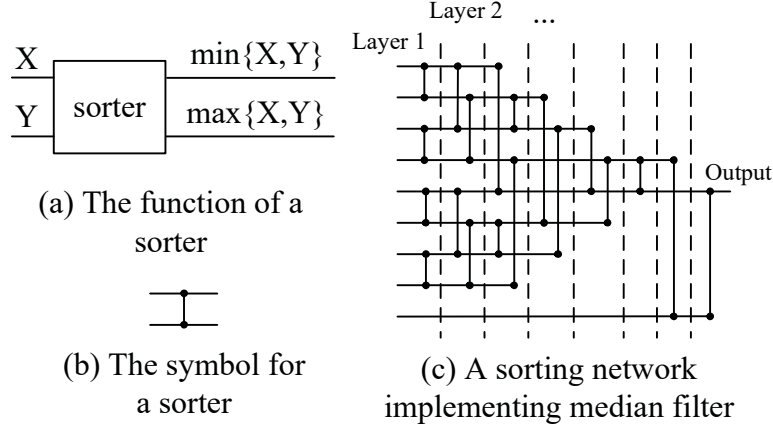 X
Y
sorter
min{X,Y}
max{X,Y}
(a) The function of a
sorter
(b) The symbol for
a sorter
Layer 1
Layer 2
...
Output
(c) A sorting network
implementing median filter